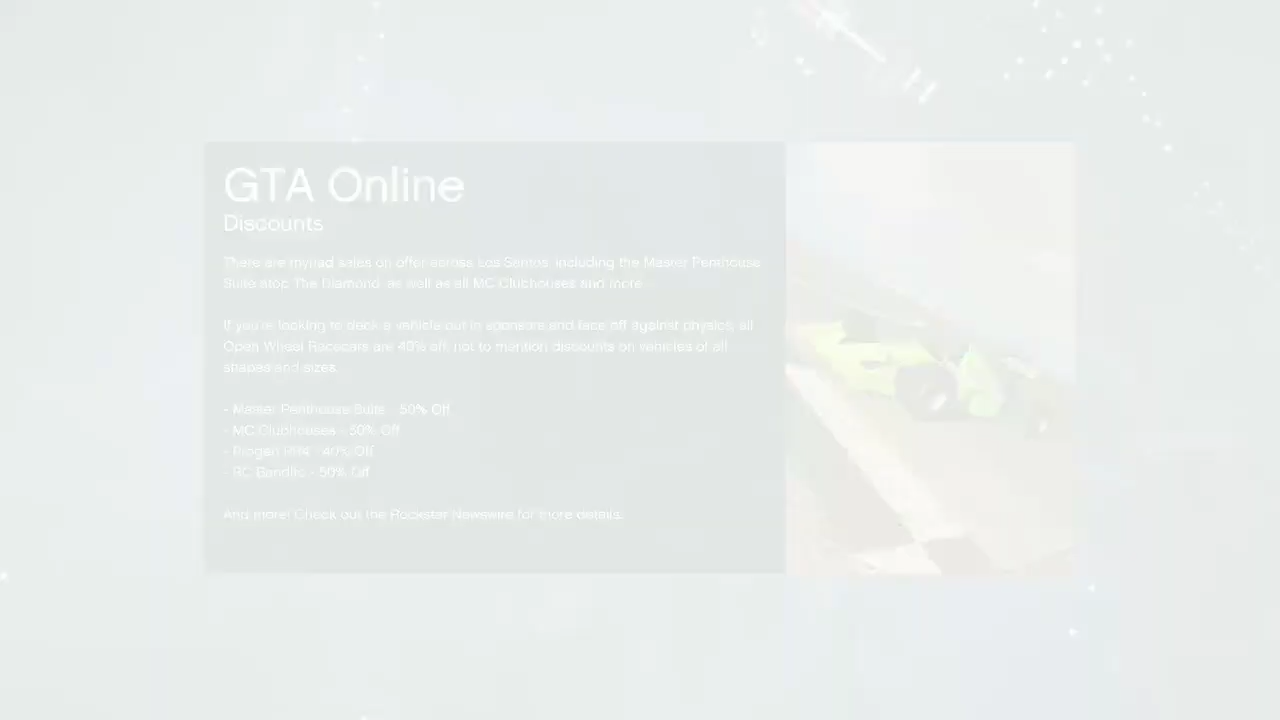 GTA Online
Discounts
There are myriad sales on offer across Los Santos, including the Master Penthouse
Suite atop The Diamond, as well as all MC Clubhouses and more.
If you're looking to deck a vehicle out in sponsors and face off against physics, all
Open Wheel Racecars are 40% off, not to mention discounts on vehicles of all
shapes and sizes.
- Master Penthouse Suite - 50% Off
- MC Clubhouses - 50% Off
- Progen PR4 - 40% Off
- RC Bandito - 50% Off
And more! Check out the Rockstar Newswire for more details.